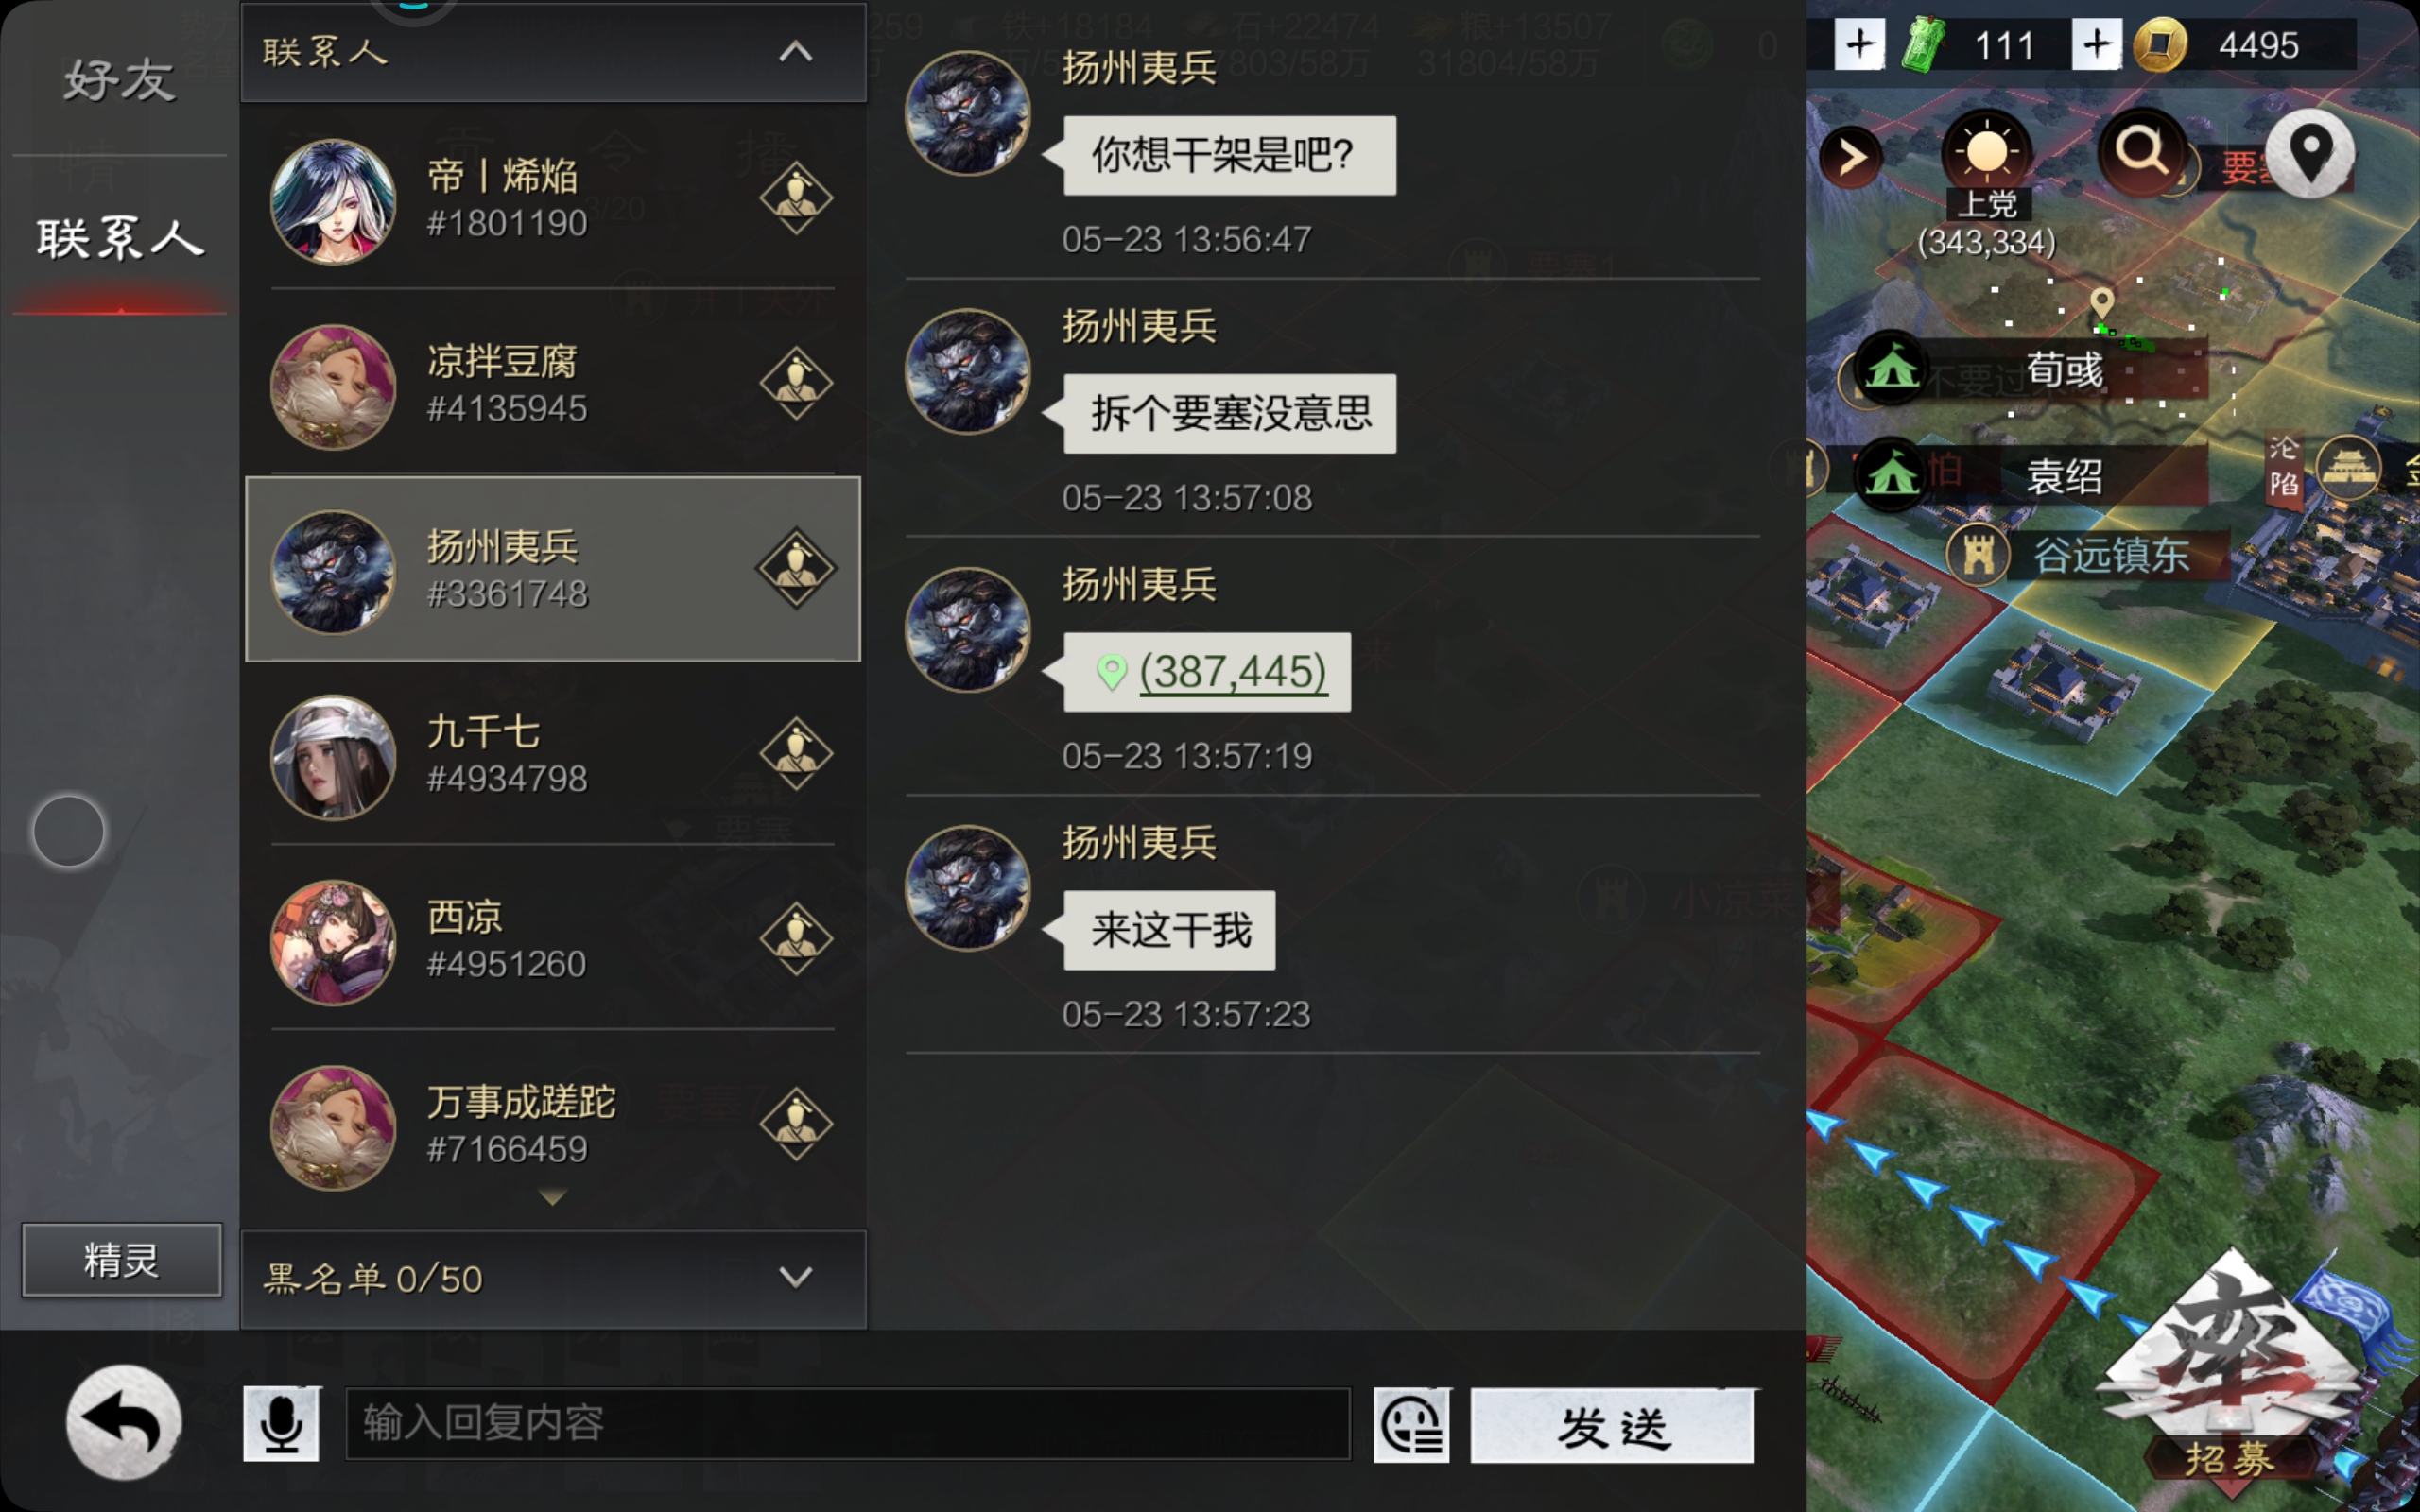 好友
联系人
精灵
联系人
帝丨烯焰
#1801190
凉拌豆腐
#4135945
扬州夷兵
#3361748
九千七
#4934798
西凉
#4951260
万事成蹉跎
#7166459
黑名单 0/50
扬州夷兵
你想干架是吧?
05-23 13:56:47
扬州夷兵
拆个要塞没意思
05-23 13:57:08
扬州夷兵
(387,445)
05-23 13:57:19
扬州夷兵
来这干我
05-23 13:57:23
输入回复内容
发送
111
4495
上党
(343,334)
荀彧
袁绍
沦陷
谷远镇东
率
招募